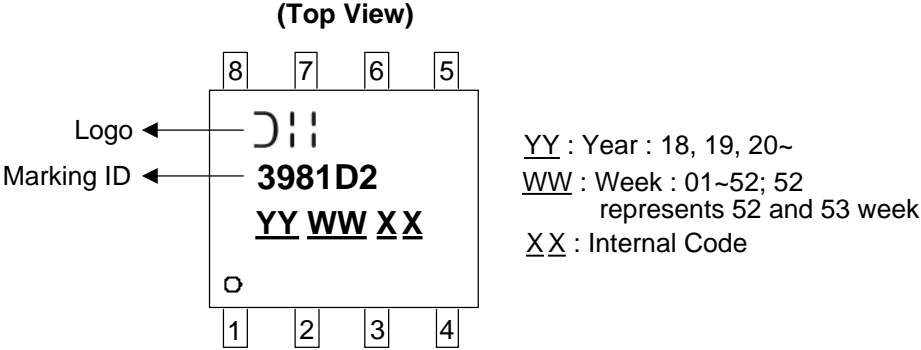 (Top View)
8 7 6 5
Logo
Marking ID
3981D2
YY WW X X
1 2 3 4
YY : Year : 18, 19, 20~
WW : Week : 01~52; 52
represents 52 and 53 week
X X : Internal Code